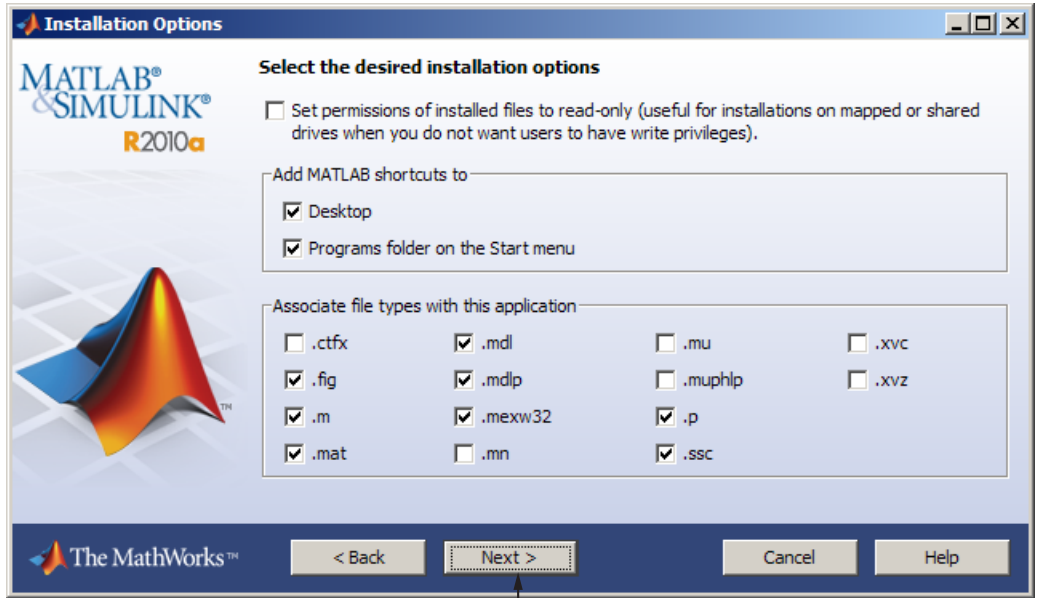 Installation Options
MATLAB®
&SIMULINK®
R2010a
Select the desired installation options
Set permissions of installed files to read-only (useful for installations on mapped or shared
drives when you do not want users to have write privileges).
Add MATLAB shortcuts to
Desktop
Programs folder on the Start menu
Associate file types with this application
.ctfx .mdl .mu .xvc
.fig .mdlp .muphlp .xvz
.m .mexw32 .p
.mat .mn .ssc
TM
The MathWorks™ < Back Next > Cancel Help